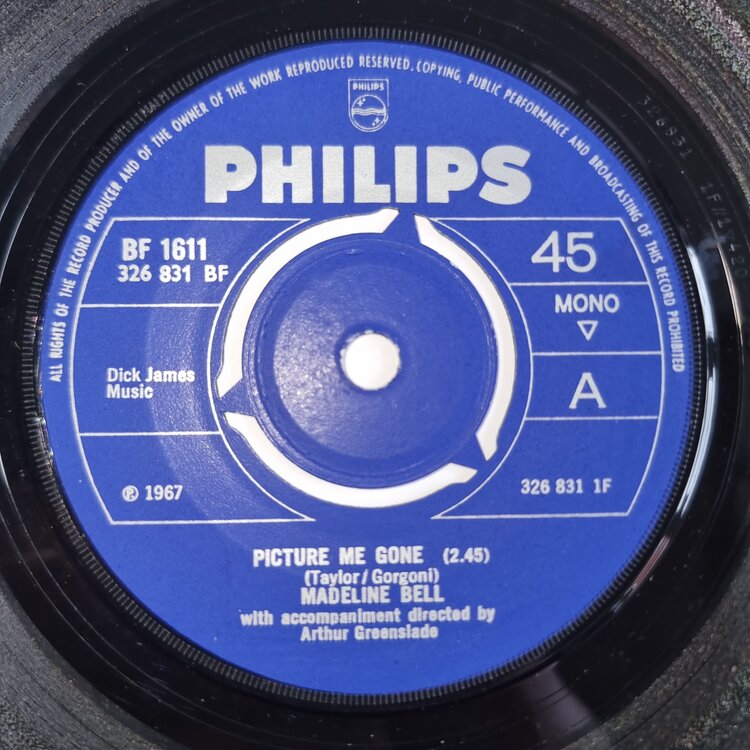 ALL RIGHTS OF THE RECORD PRODUCER AND OF THE OWNER OF THE WORK REPRODUCED RESERVED. COPYING, PUBLIC PERFORMANCE AND BROADCASTING OF THIS RECORD PROHIBITED
PHILIPS
PHILIPS
BF 1611
326 831 BF
45
MONO
Dick James
Music
A
℗ 1967
326 831 1F
PICTURE ME GONE (2.45)
(Taylor/Gorgoni)
MADELINE BELL
with accompaniment directed by
Arthur Greenslade